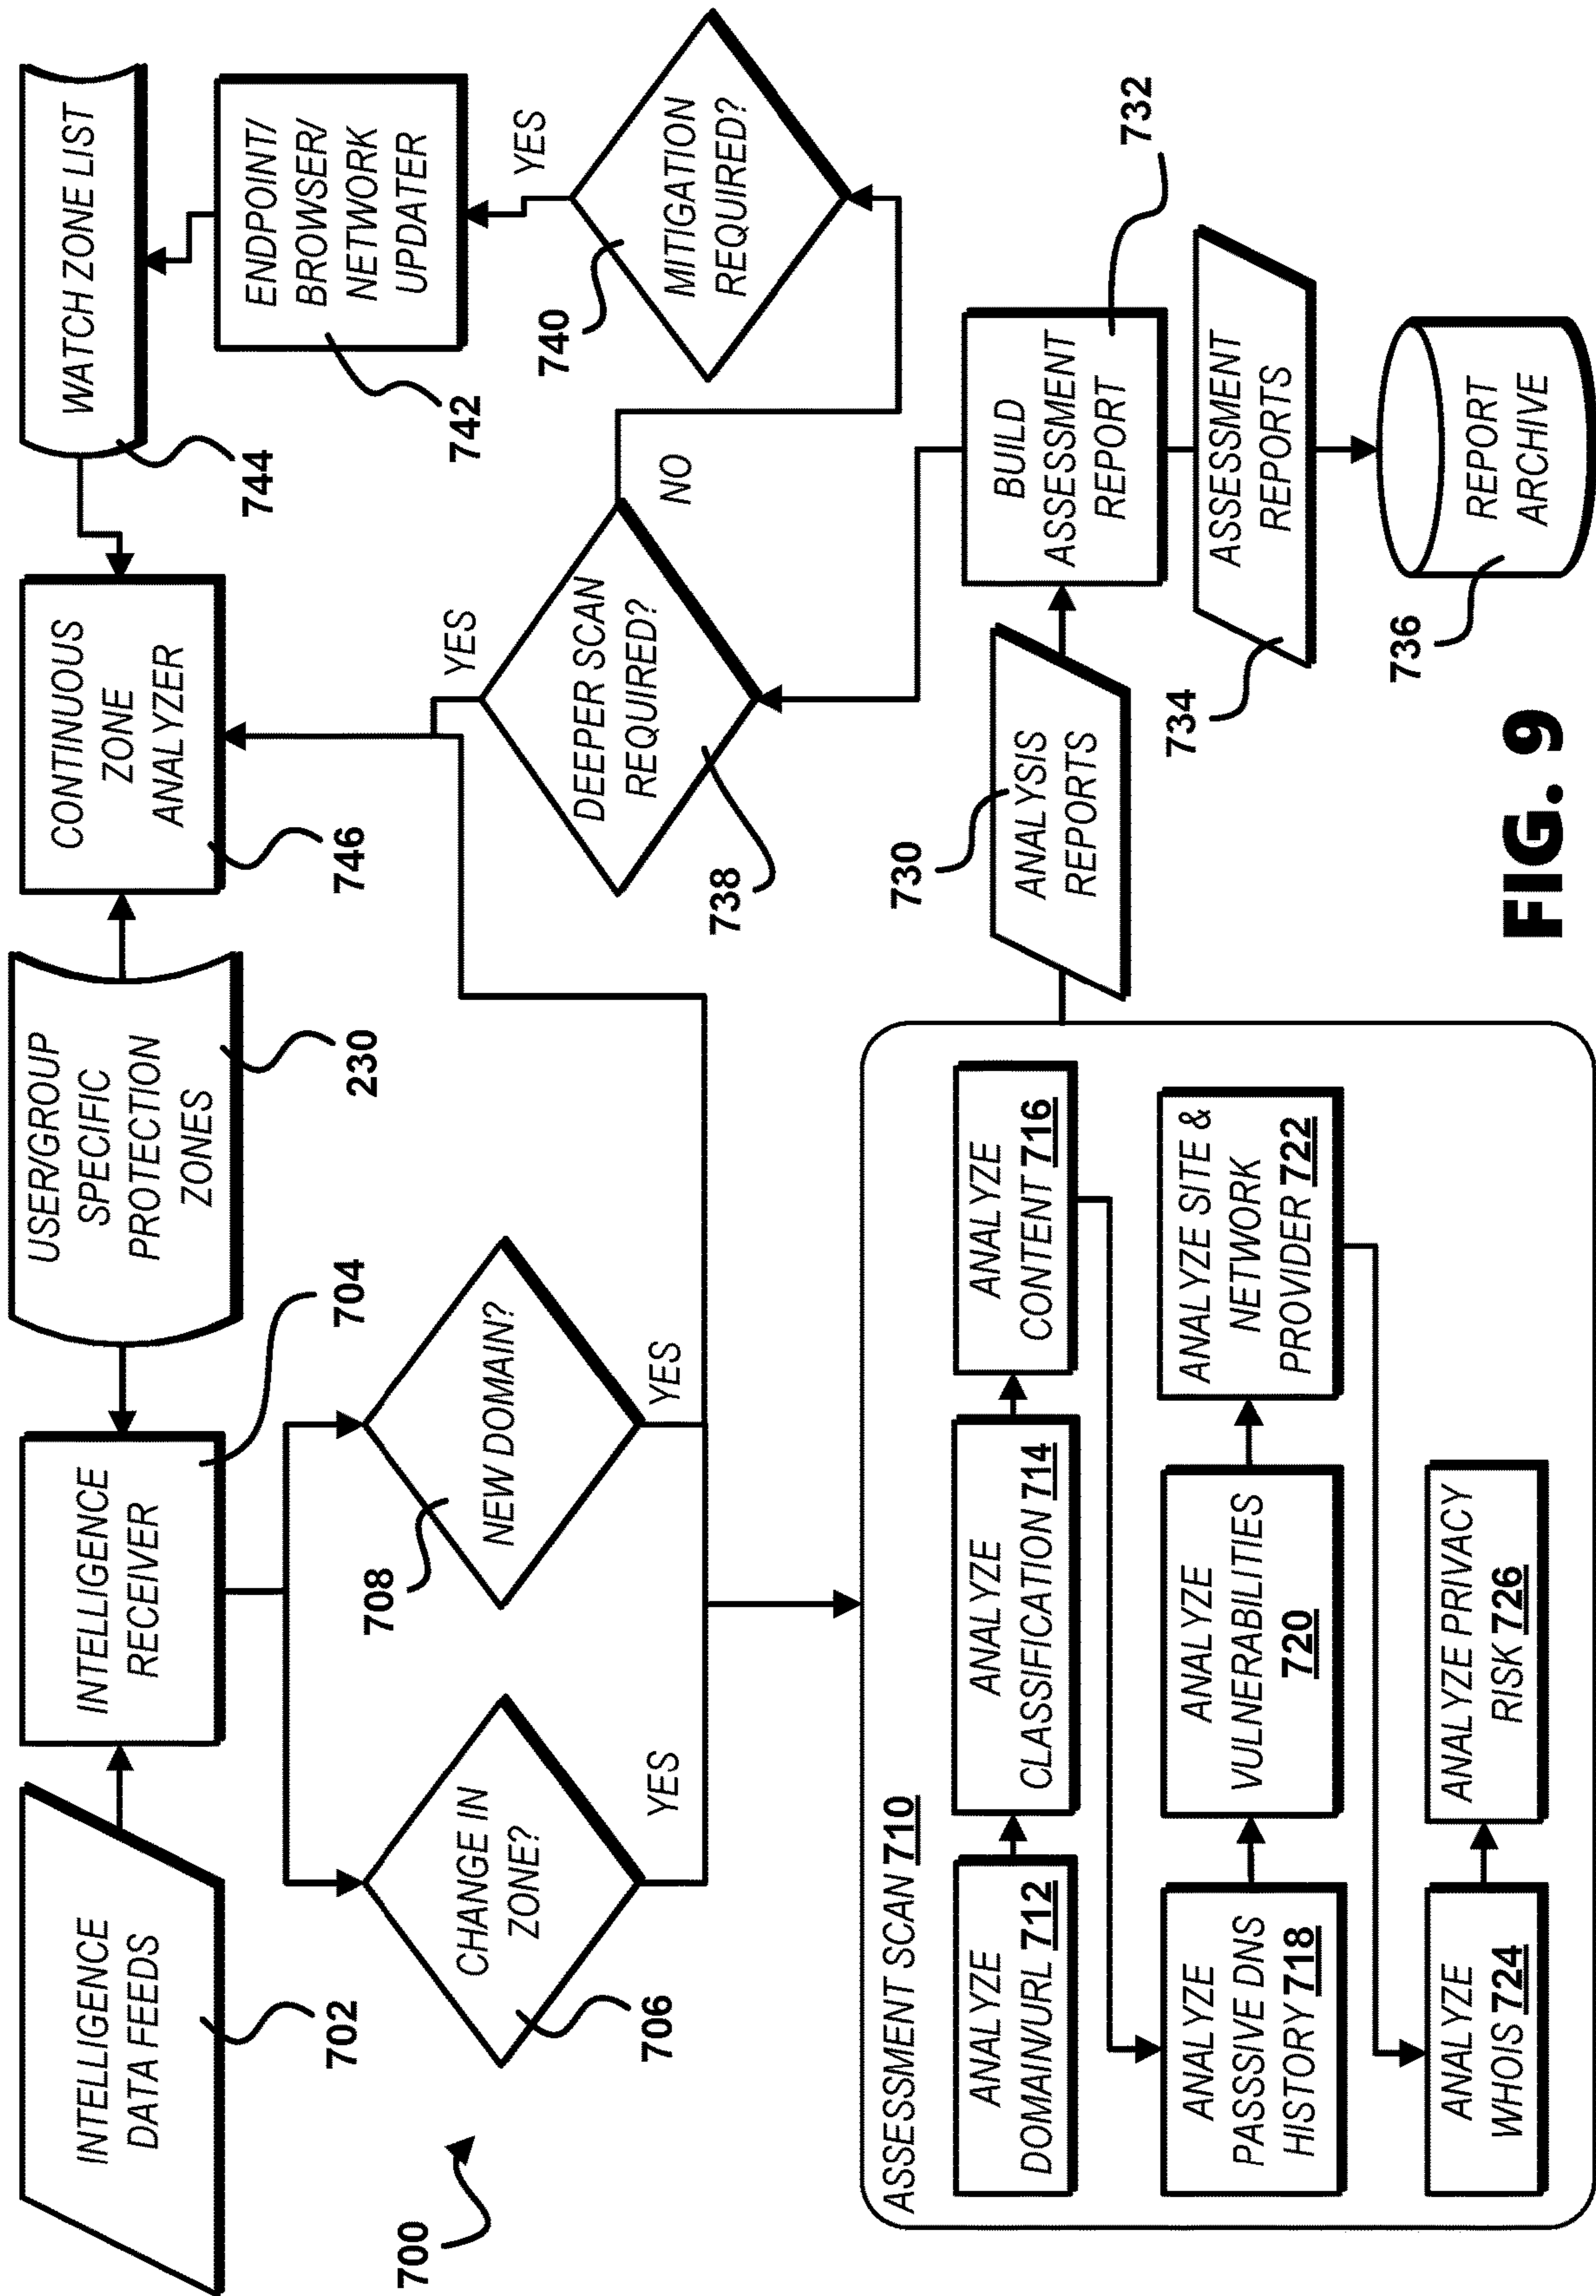 INTELLIGENCE
DATA FEEDS
702
INTELLIGENCE
RECEIVER
704
USER/GROUP
SPECIFIC
PROTECTION
ZONES
230
CONTINUOUS
ZONE
ANALYZER
746
WATCH ZONE LIST
744
ENDPOINT/
BROWSER/
NETWORK
UPDATER
742
700
CHANGE IN
ZONE?
706
YES
NEW DOMAIN?
708
YES
DEEPER SCAN
REQUIRED?
738
YES
NO
MITIGATION
REQUIRED?
740
YES
ASSESSMENT SCAN 710
ANALYZE
DOMAIN\URL 712
ANALYZE
CLASSIFICATION 714
ANALYZE
CONTENT 716
ANALYZE
PASSSIVE DNS
HISTORY 718
ANALYZE
VULNERABILITIES
720
ANALYZE SITE &
NETWORK
PROVIDER 722
ANALYZE
WHOIS 724
ANALYZE PRIVACY
RISK 726
ANALYSIS
REPORTS
730
BUILD
ASSESSMENT
REPORT
732
ASSESSMENT
REPORTS
734
REPORT
ARCHIVE
736
FIG. 9